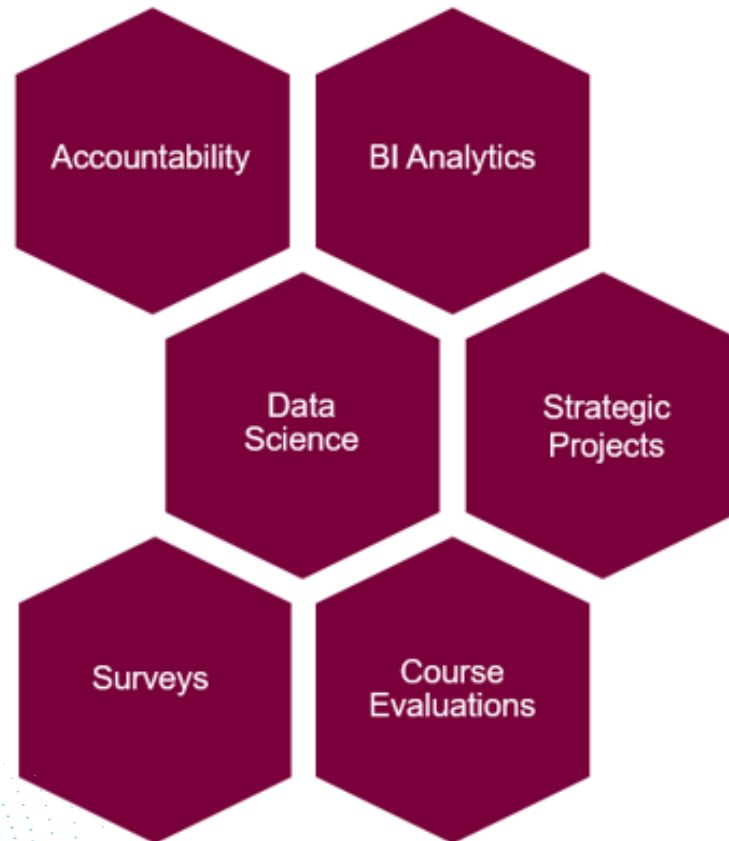 Accountability
BI Analytics
Data
Science
Strategic
Projects
Surveys
Course
Evaluations